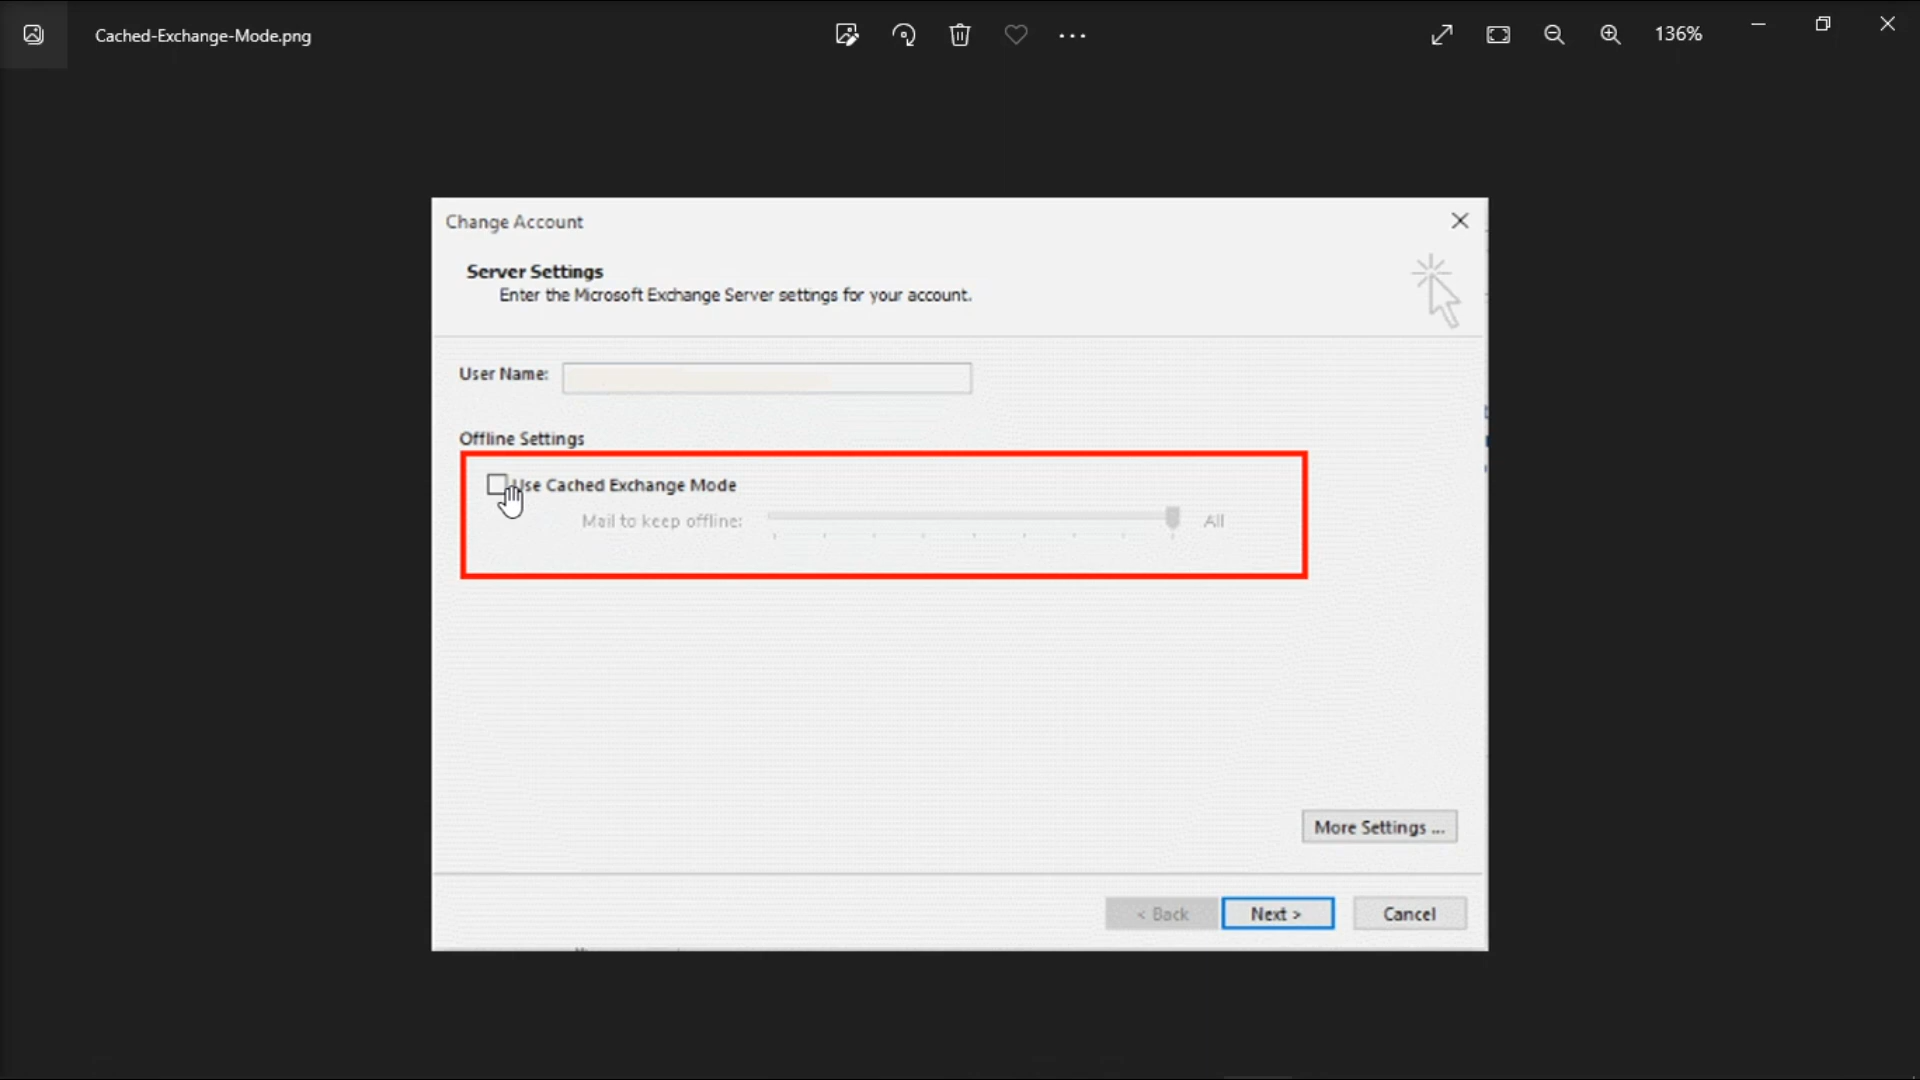 Cached-Exchange-Mode.png
136%
Change Account
Server Settings
Enter the Microsoft Exchange Server settings for your account.
User Name:
Offline Settings
Use Cached Exchange Mode
Mail to keep offline:
All
More Settings ...
< Back
Next >
Cancel